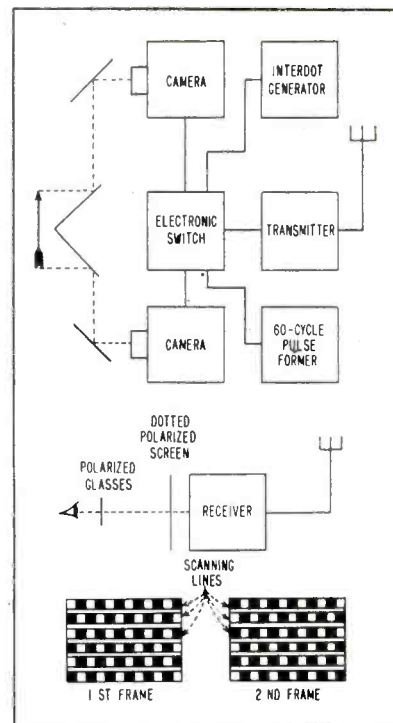 CAMERA
INTERDOT
GENERATOR
ELECTRONIC
SWITCH
TRANSMITTER
CAMERA
60-CYCLE
PULSE
FORMER
DOTTED
POLARIZED
SCREEN
POLARIZED
GLASSES
RECEIVER
SCANNING
LINES
1 ST FRAME
2 ND FRAME